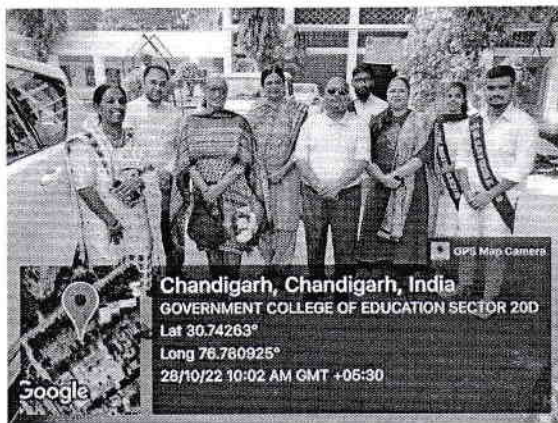 GPS Map Camera
Chandigarh, Chandigarh, India
GOVERNMENT COLLEGE OF EDUCATION SECTOR 20D
Lat 30.74263°
Long 76.780925°
28/10/22 10:02 AM GMT +05:30
Google